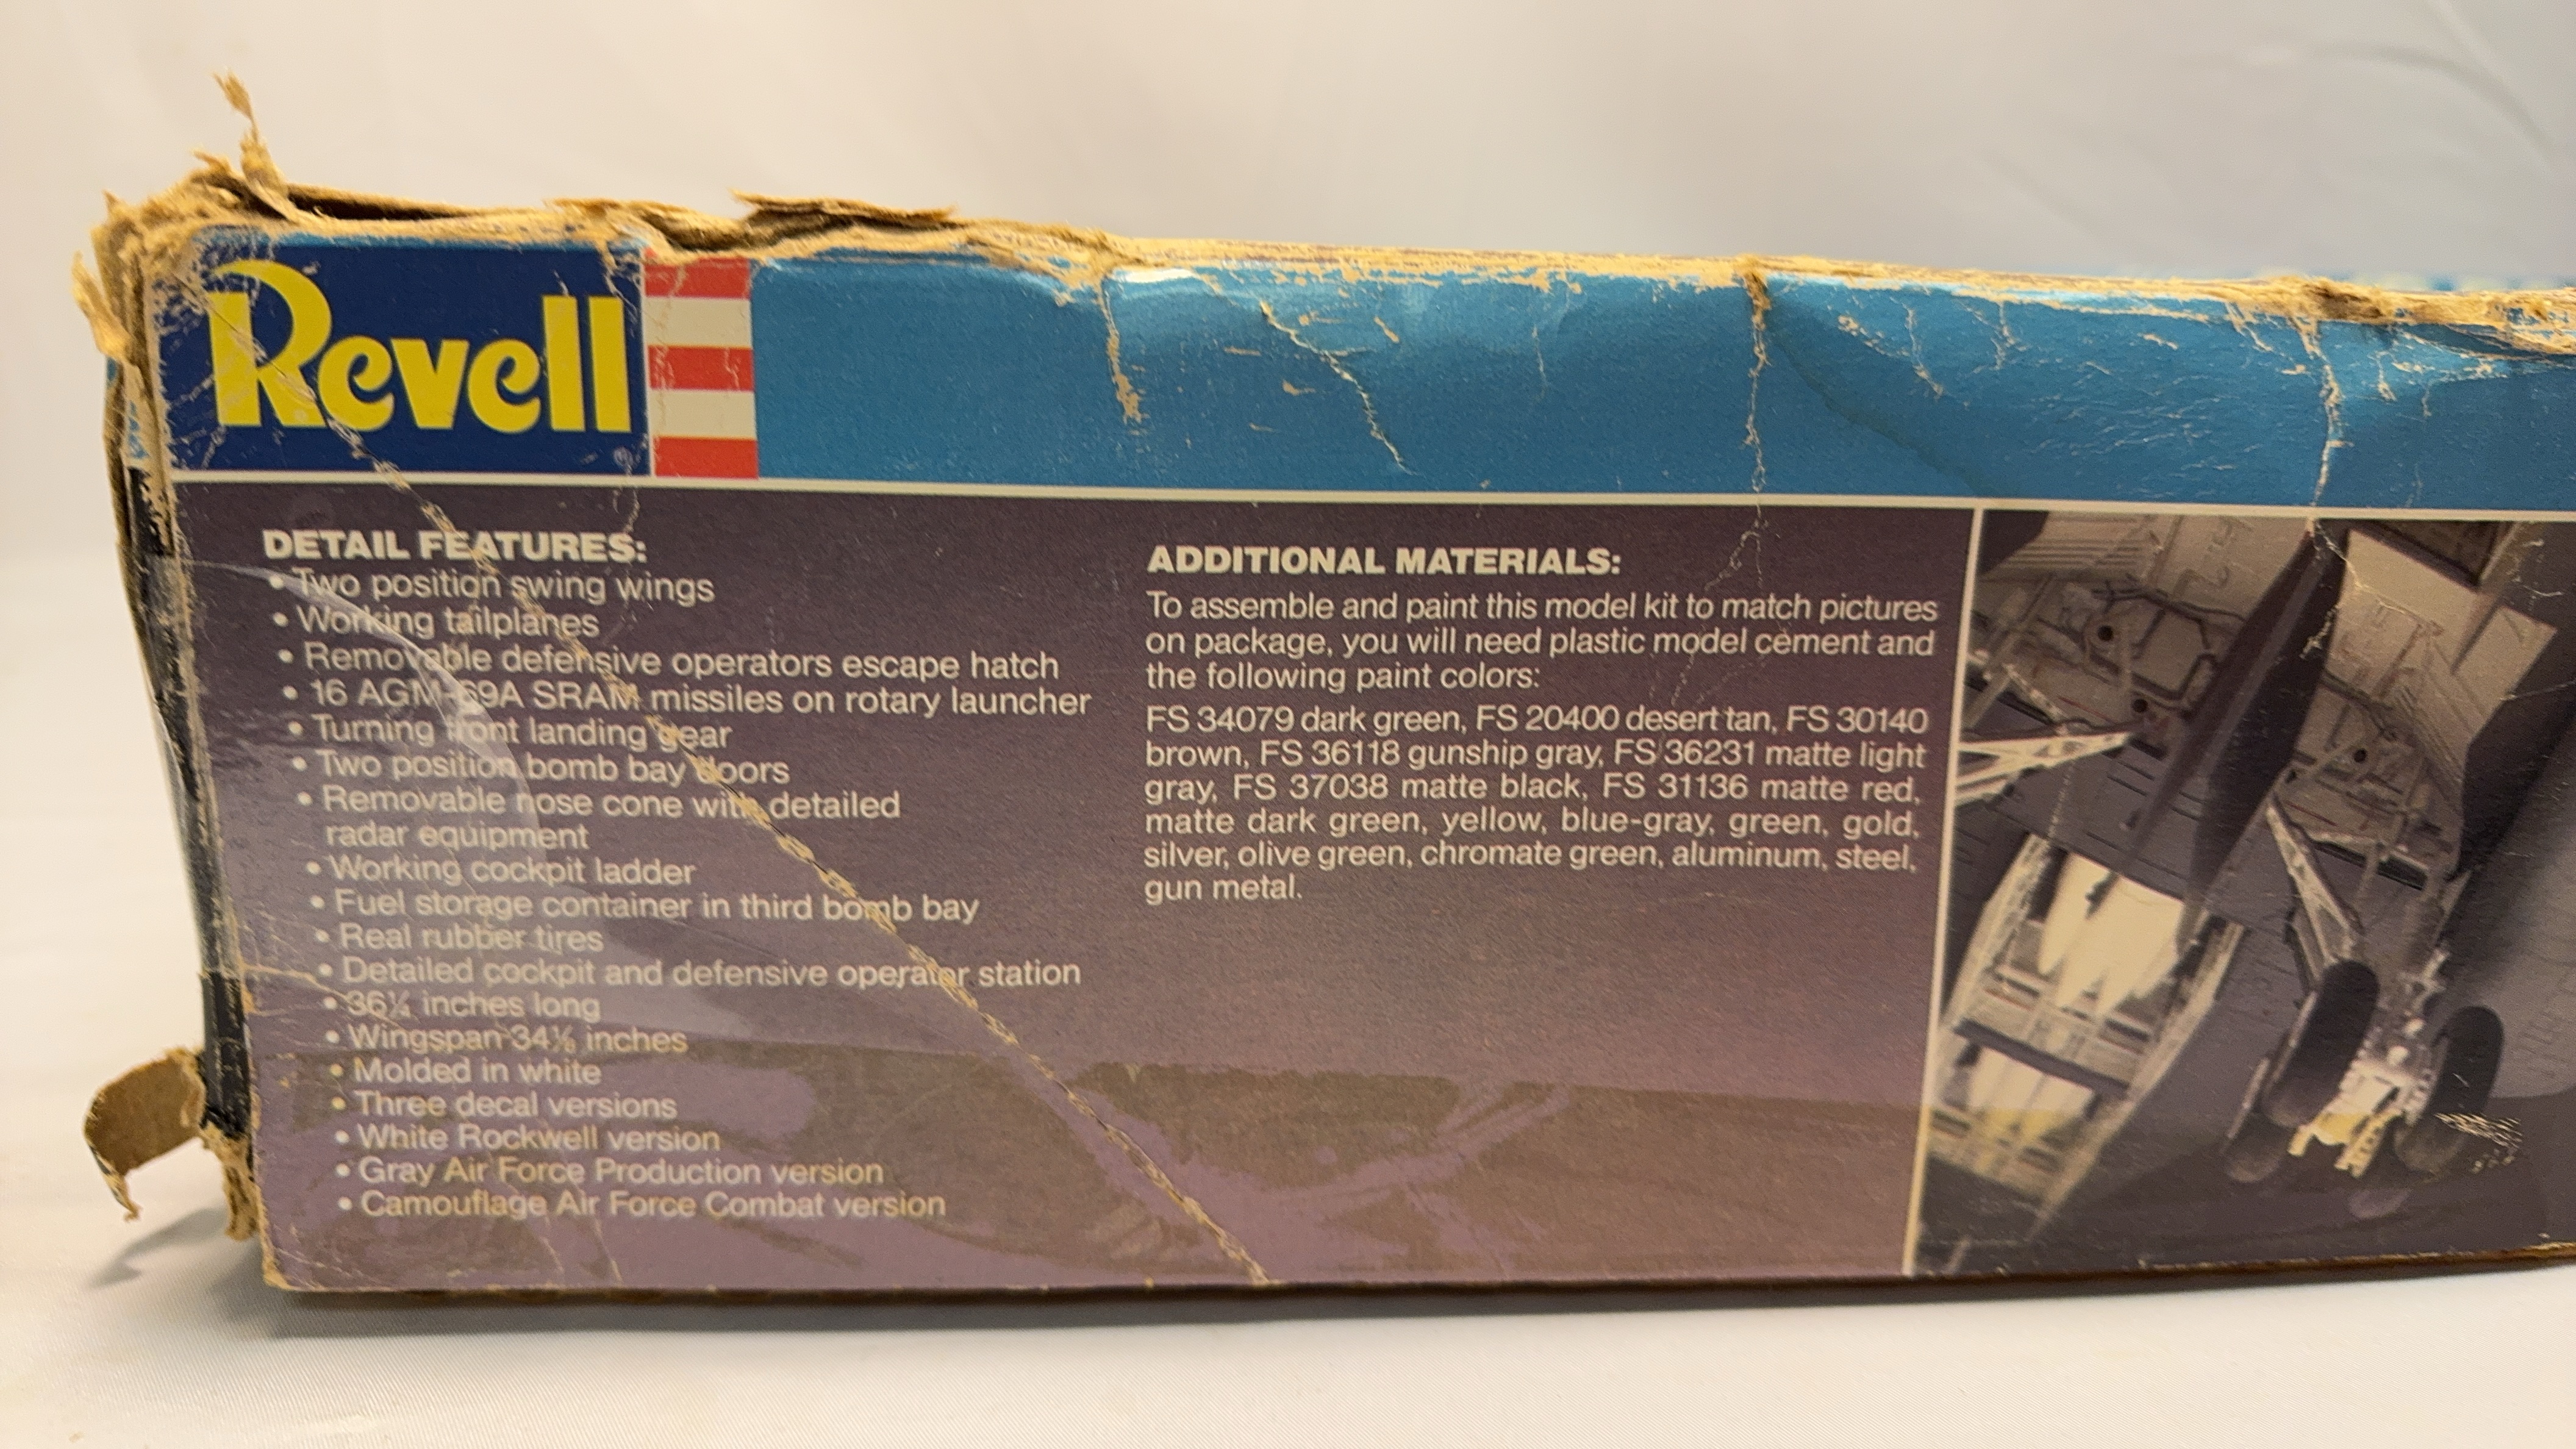 Revell
®
DETAIL FEATURES:
• Two position swing wings
• Working tailplanes
• Removable defensive operators escape hatch
• 16 AGM-69A SRAM missiles on rotary launcher
• Turning front landing gear
• Two position bomb bay doors
• Removable nose cone with detailed
radar equipment
• Working cockpit ladder
• Fuel storage container in third bomb bay
• Real rubber tires
• Detailed cockpit and defensive operator station
• 36¼ inches long
• Wingspan inches
• Molded in white
• Three decal versions
• White Rockwell version
• Gray Air Force Production version
• Camouflage Air Force Combat version
ADDITIONAL MATERIALS:
To assemble and paint this model kit to match pictures
on package, you will need plastic model cement and
the following paint colors:
FS 34079 dark green, FS 20400 desert tan, FS 30140
brown, FS 36118 gunship gray, FS 36231 matte light
gray, FS 37038 matte black, FS 31136 matte red,
matte dark green, yellow, blue-gray, green, gold,
silver, olive green, chromate green, aluminum, steel,
gun metal.